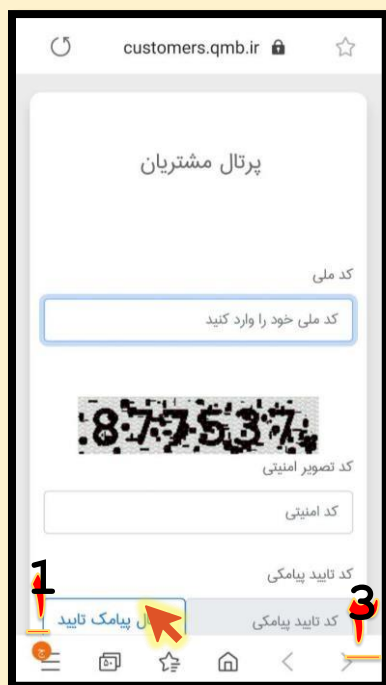 customers.qmb.ir
پرتال مشتریان
کد ملی
کد ملی خود را وارد کنید
877537
کد تصویر امنیتی
کد امنیتی
کد تایید پیامکی
کد تایید پیامکی
پیامک تایید
1
3